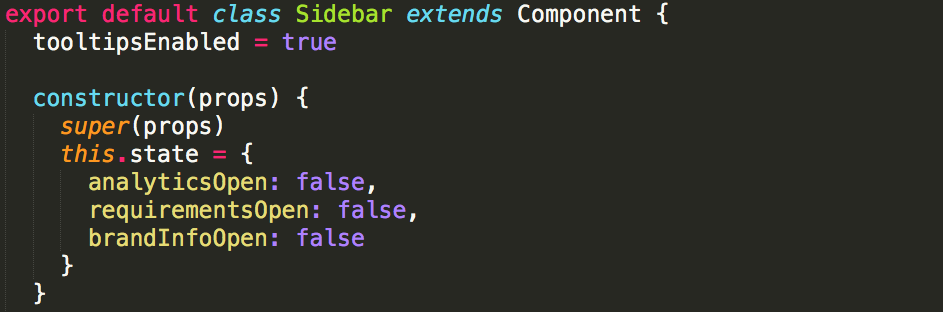 export default class Sidebar extends Component {
  tooltipsEnabled = true

  constructor(props) {
    super(props)
    this.state = {
      analyticsOpen: false,
      requirementsOpen: false,
      brandInfoOpen: false
    }
  }